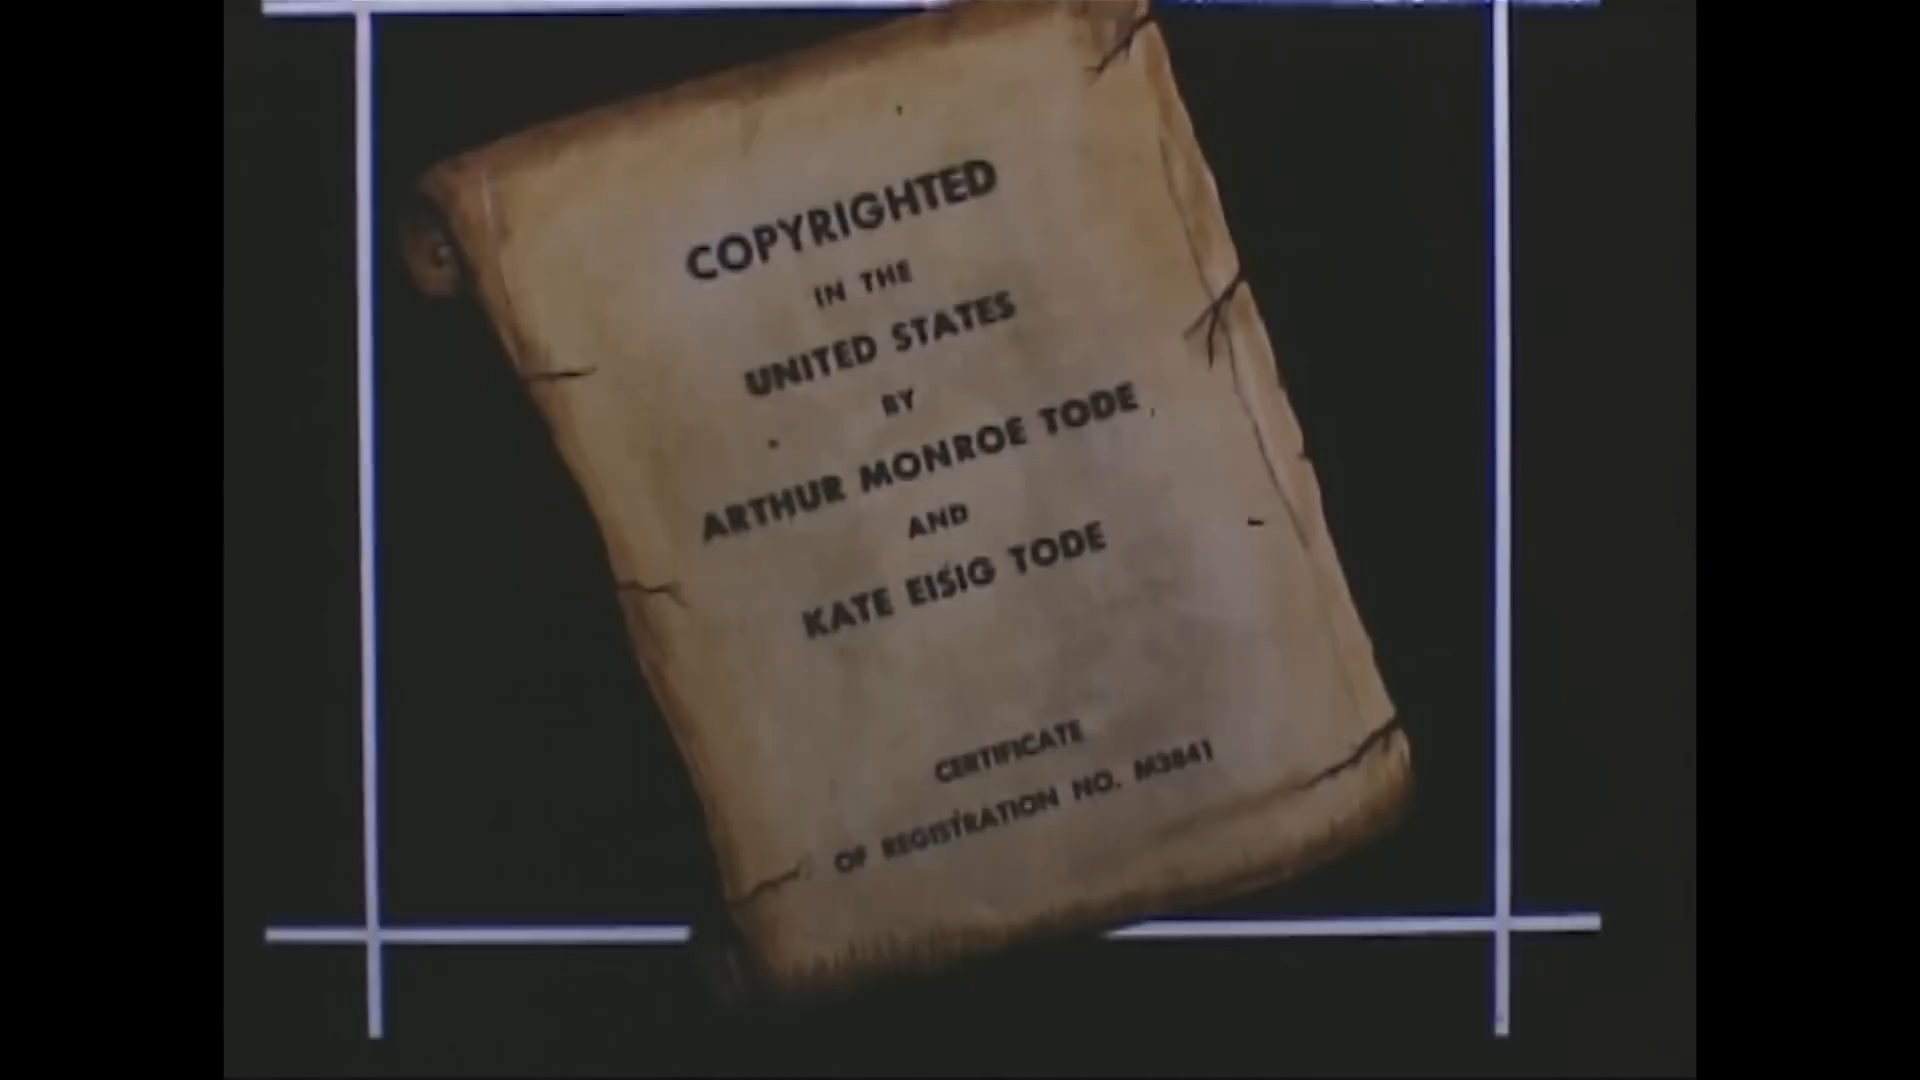 COPYRIGHTED
IN THE
UNITED STATES
BY
ARTHUR MONROE TODE
AND
KATE EISIG TODE
CERTIFICATE
OF REGISTRATION NO. M3841